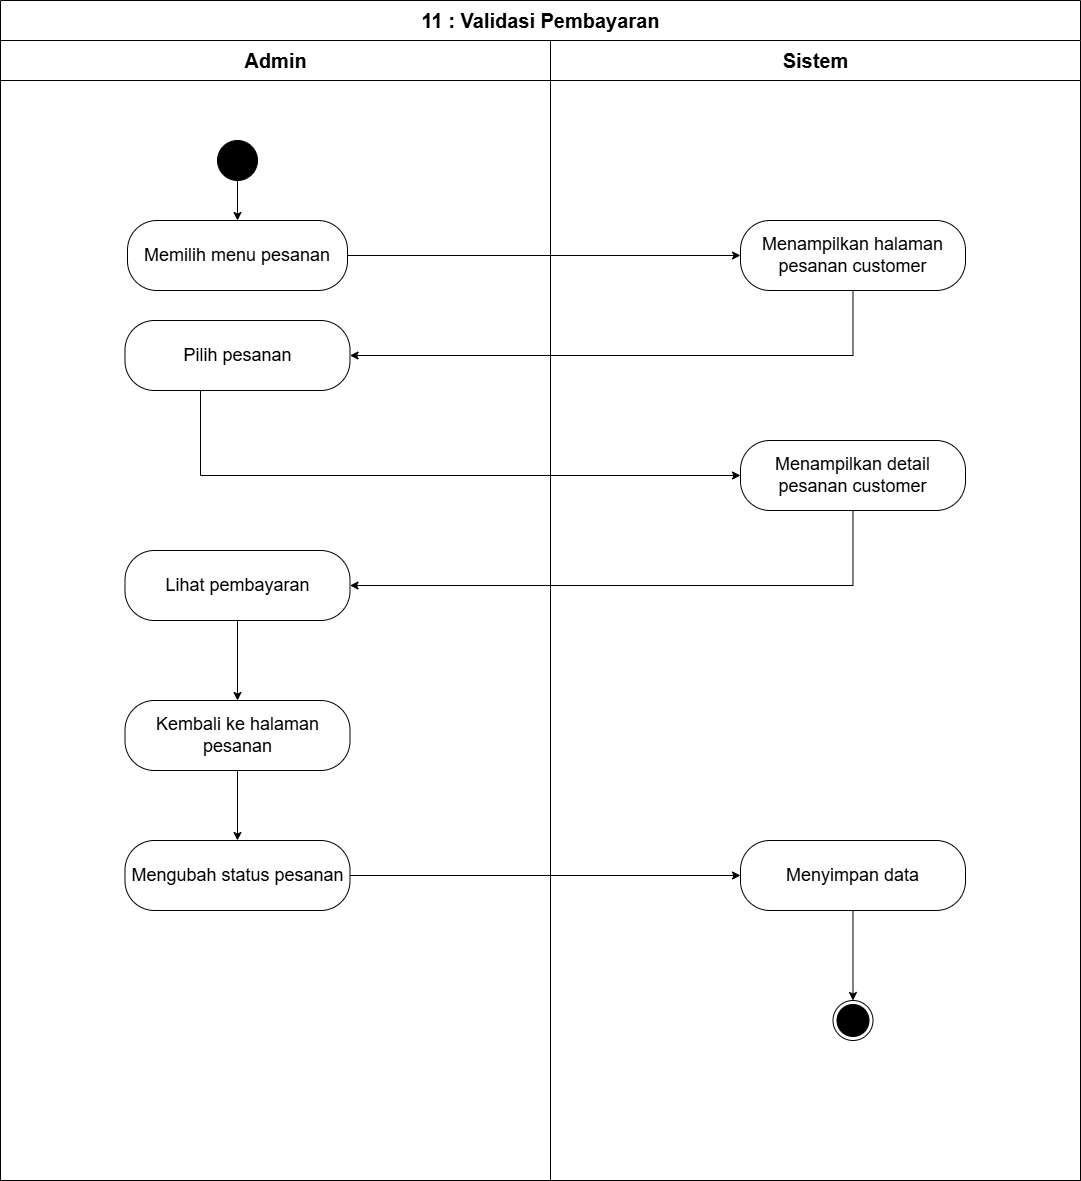 11 : Validasi Pembayaran
Admin
Sistem
Memilih menu pesanan
Menampilkan halaman
pesanan customer
Pilih pesanan
Menampilkan detail
pesanan customer
Lihat pembayaran
Kembali ke halaman
pesanan
Mengubah status pesanan
Menyimpan data